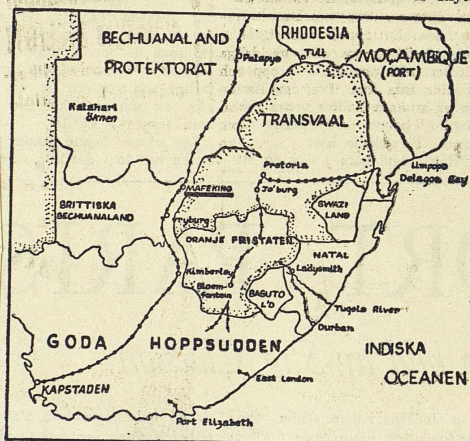 BECHUANALAND
PROTEKTORAT
RHODESIA
Tuli
MOÇAMBIQUE
(PORT)
Palapye
Kalahari
öknen
TRANSVAAL
Pretoria
Jo'burg
Limpopo
Delagoa Bay
MAFEKING
SWAZI
LAND
BRITTISKA
BECHUANALAND
Vryburg
ORANJE FRISTATEN
NATAL
Ladysmith
Kimberley
Bloem-
fontein
BASUTO
L'D
Tugela River
Durban
GODA HOPPSUDDEN
INDISKA
OCEANEN
KAPSTADEN
East London
Port Elizabeth